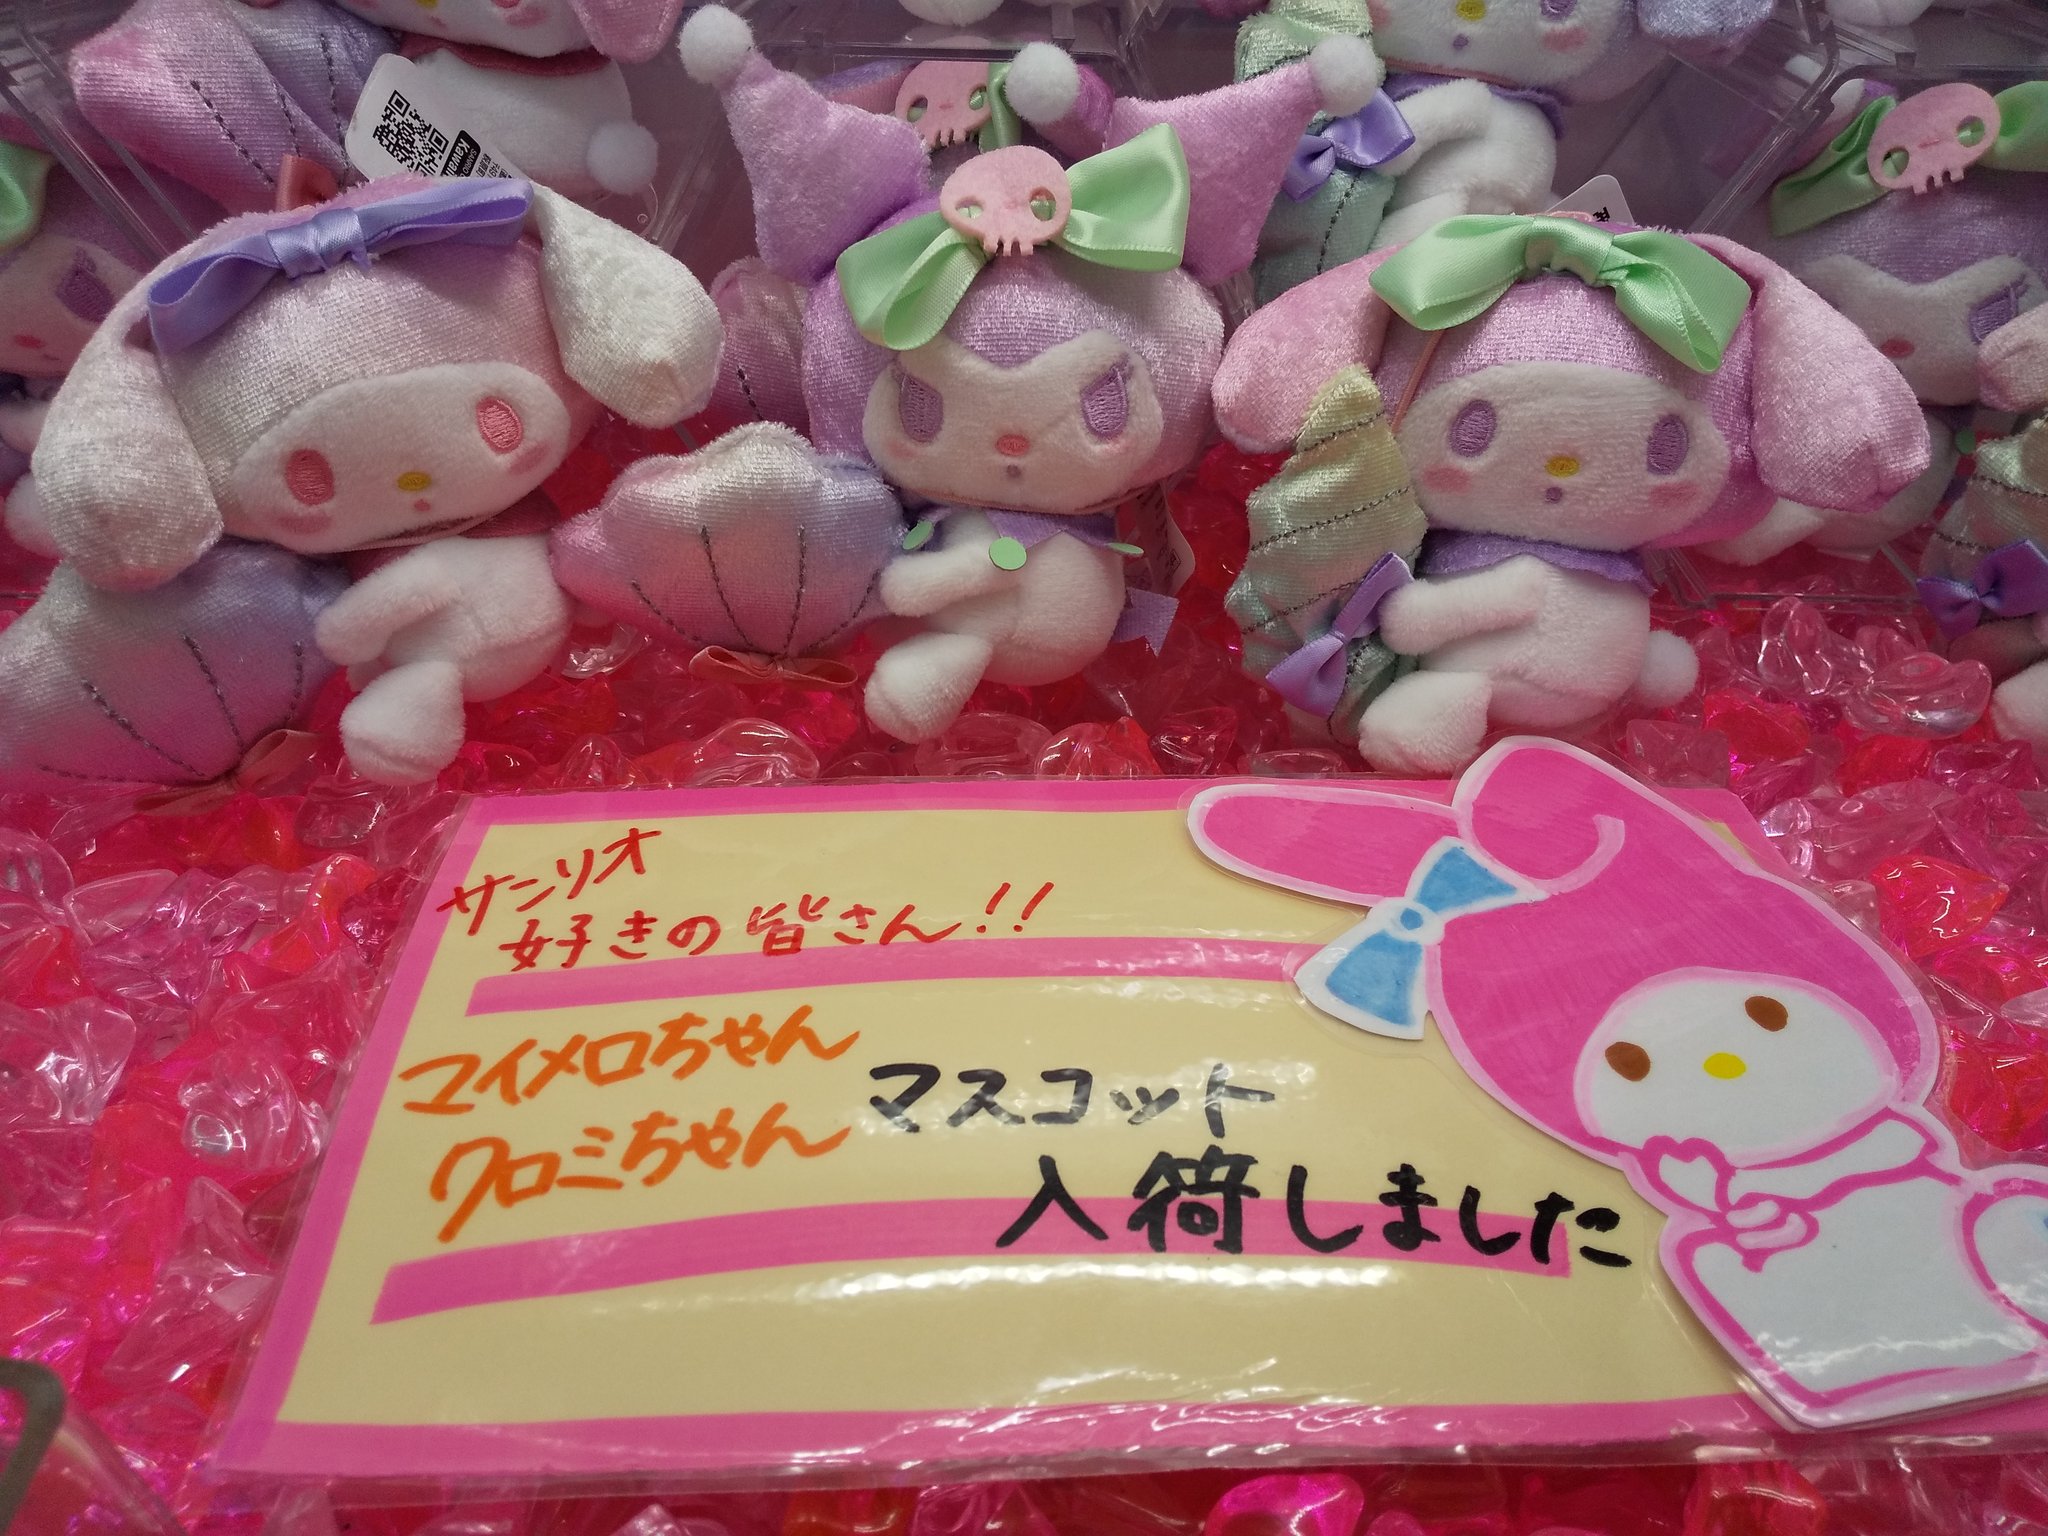 サンリオ
好きの皆さん!!
マイメロちゃん
クロミちゃん
マスコット
入荷しました